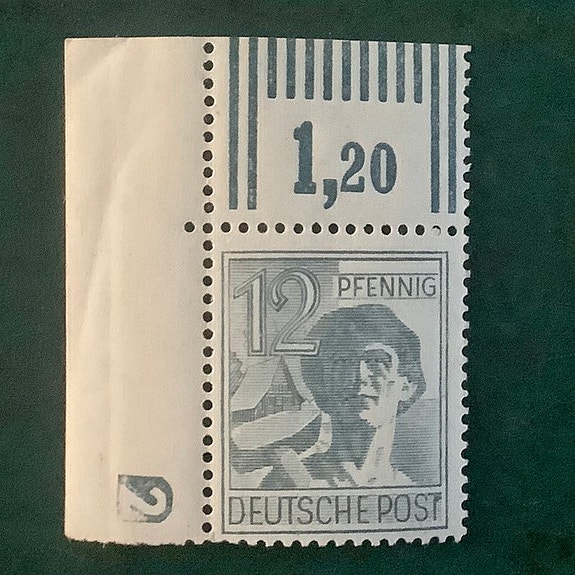 1,20
12
PFENNIG
DEUTSCHE POST